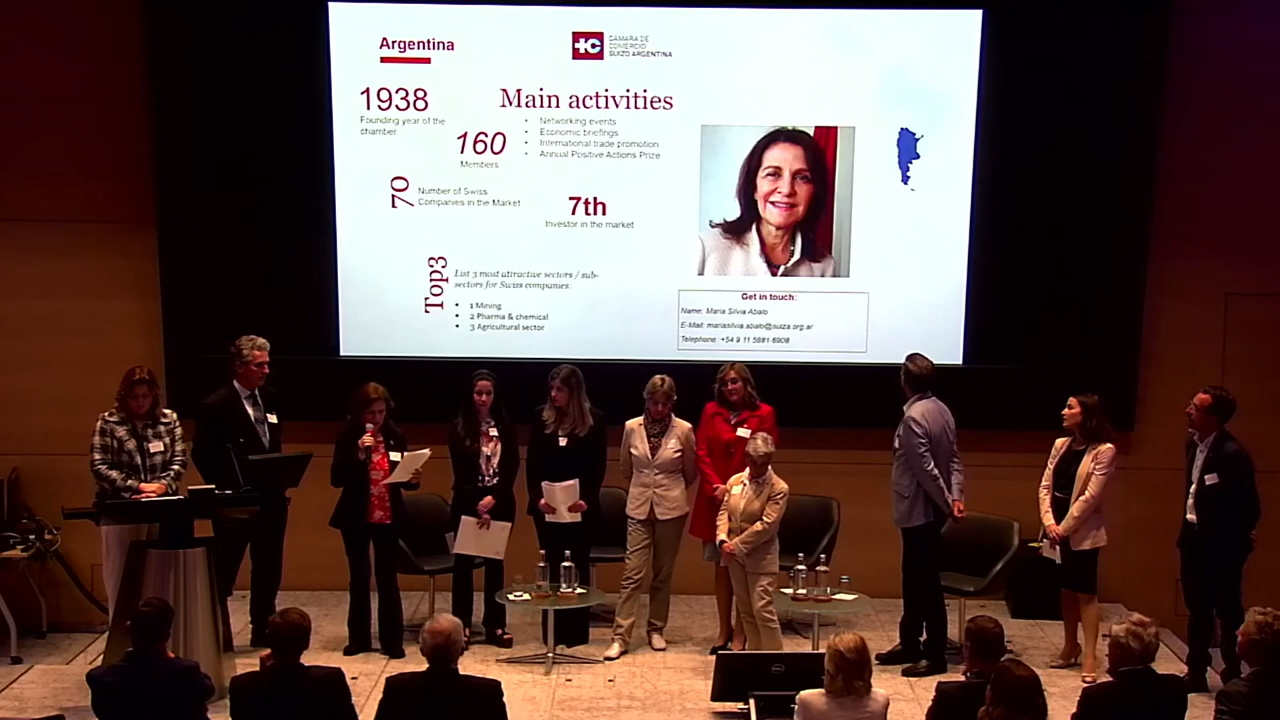 Argentina
CÁMARA DE
COMERCIO
SUIZO ARGENTINA
1938
Founding year of the
chamber
Main activities
• Networking events
• Economic briefings
• International trade promotion
• Annual Positive Actions Prize
160
Members
70
Number of Swiss
Companies in the Market
7th
Investor in the market
Top3
List 3 most attractive sectors / sub-
sectors for Swiss companies:
• 1 Mining
• 2 Pharma & chemical
• 3 Agricultural sector
Get in touch:
Name: Maria Silvia Abalo
E-Mail: mariasilvia.abalo@suiza.org.ar
Telephone: +54 9 11 5881 6908
DELL